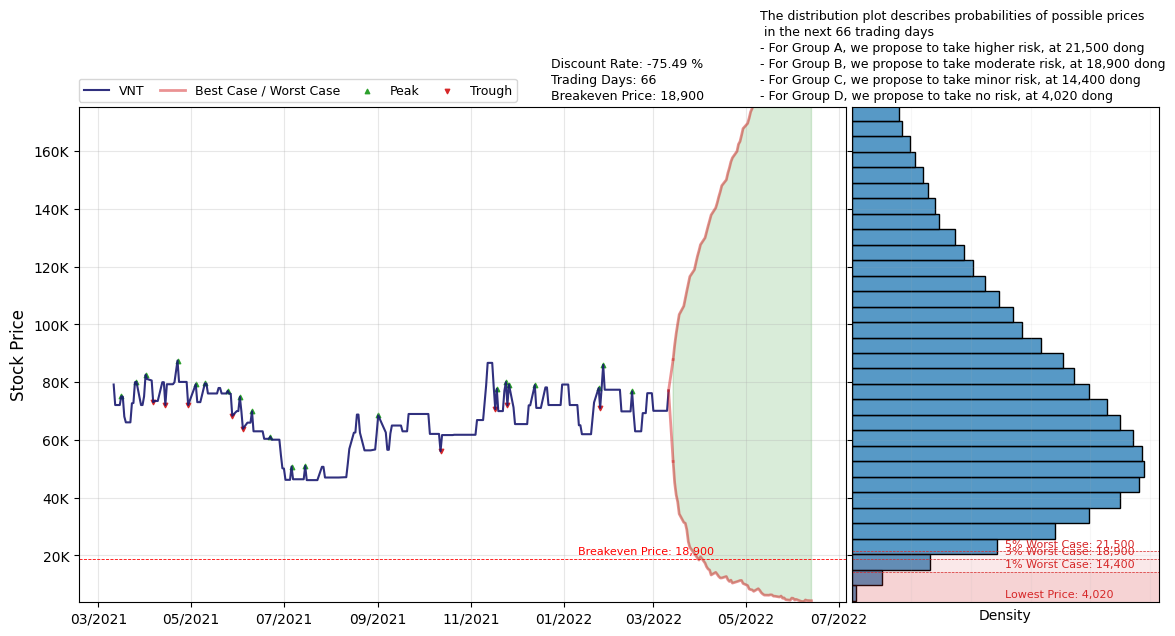 The distribution plot describes probabilities of possible prices
in the next 66 trading days
- For Group A, we propose to take higher risk, at 21,500 dong
- For Group B, we propose to take moderate risk, at 18,900 dong
- For Group C, we propose to take minor risk, at 14,400 dong
- For Group D, we propose to take no risk, at 4,020 dong
Discount Rate: -75.49 %
Trading Days: 66
Breakeven Price: 18,900
VNT
Best Case / Worst Case
Peak
Trough
Stock Price
160K
140K
120K
100K
80K
60K
40K
20K
Breakeven Price: 18,900
5% Worst Case: 21,500
3% Worst Case: 18,900
1% Worst Case: 14,400
Lowest Price: 4,020
03/2021
05/2021
07/2021
09/2021
11/2021
01/2022
03/2022
05/2022
07/2022
Density